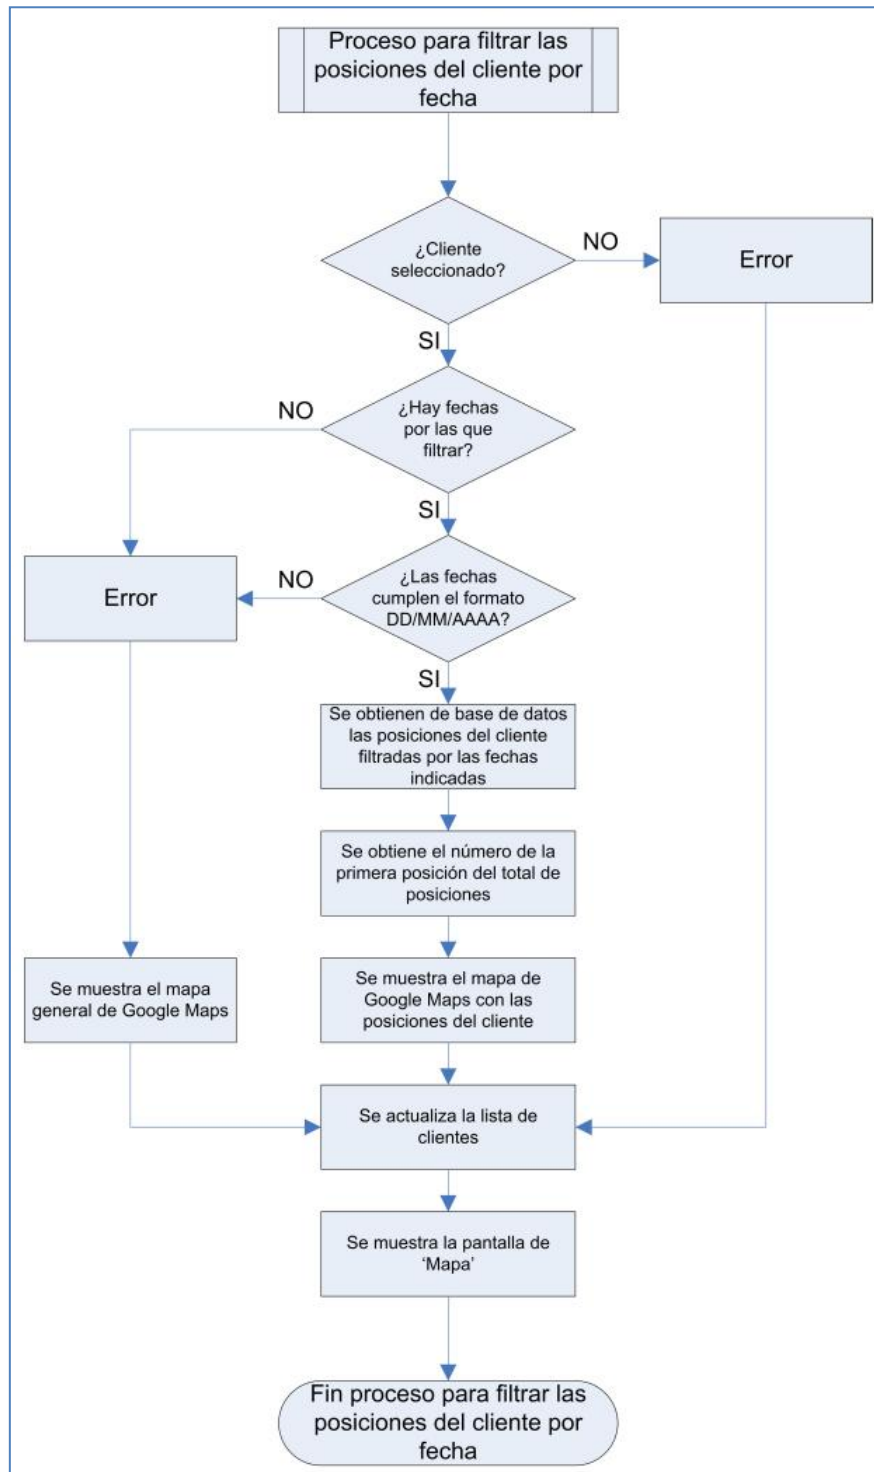 Proceso para filtrar las
posiciones del cliente por
fecha
¿Cliente
seleccionado?
NO
Error
SI
¿Hay fechas
por las que
filtrar?
NO
SI
¿Las fechas
cumplen el formato
DD/MM/AAAA?
NO
Error
SI
Se obtienen de base de datos
las posiciones del cliente
filtradas por las fechas
indicadas
Se obtiene el número de la
primera posición del total de
posiciones
Se muestra el mapa
general de Google Maps
Se muestra el mapa de
Google Maps con las
posiciones del cliente
Se actualiza la lista de
clientes
Se muestra la pantalla de
‘Mapa’
Fin proceso para filtrar las
posiciones del cliente por
fecha